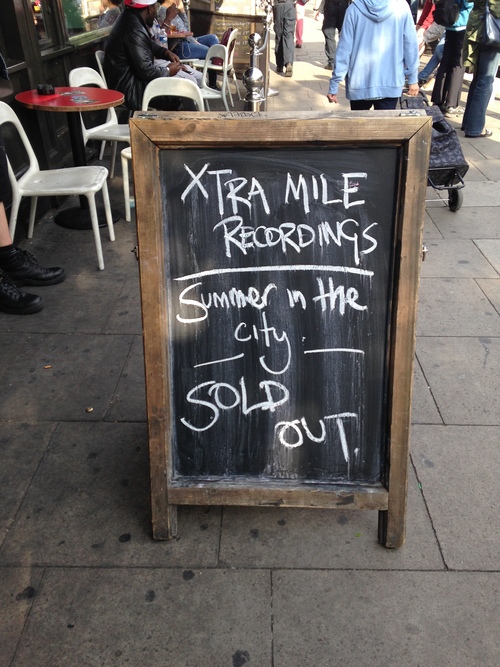 XTRA MILE
RECORDINGS
Summer in the
city.
SOLD
OUT.